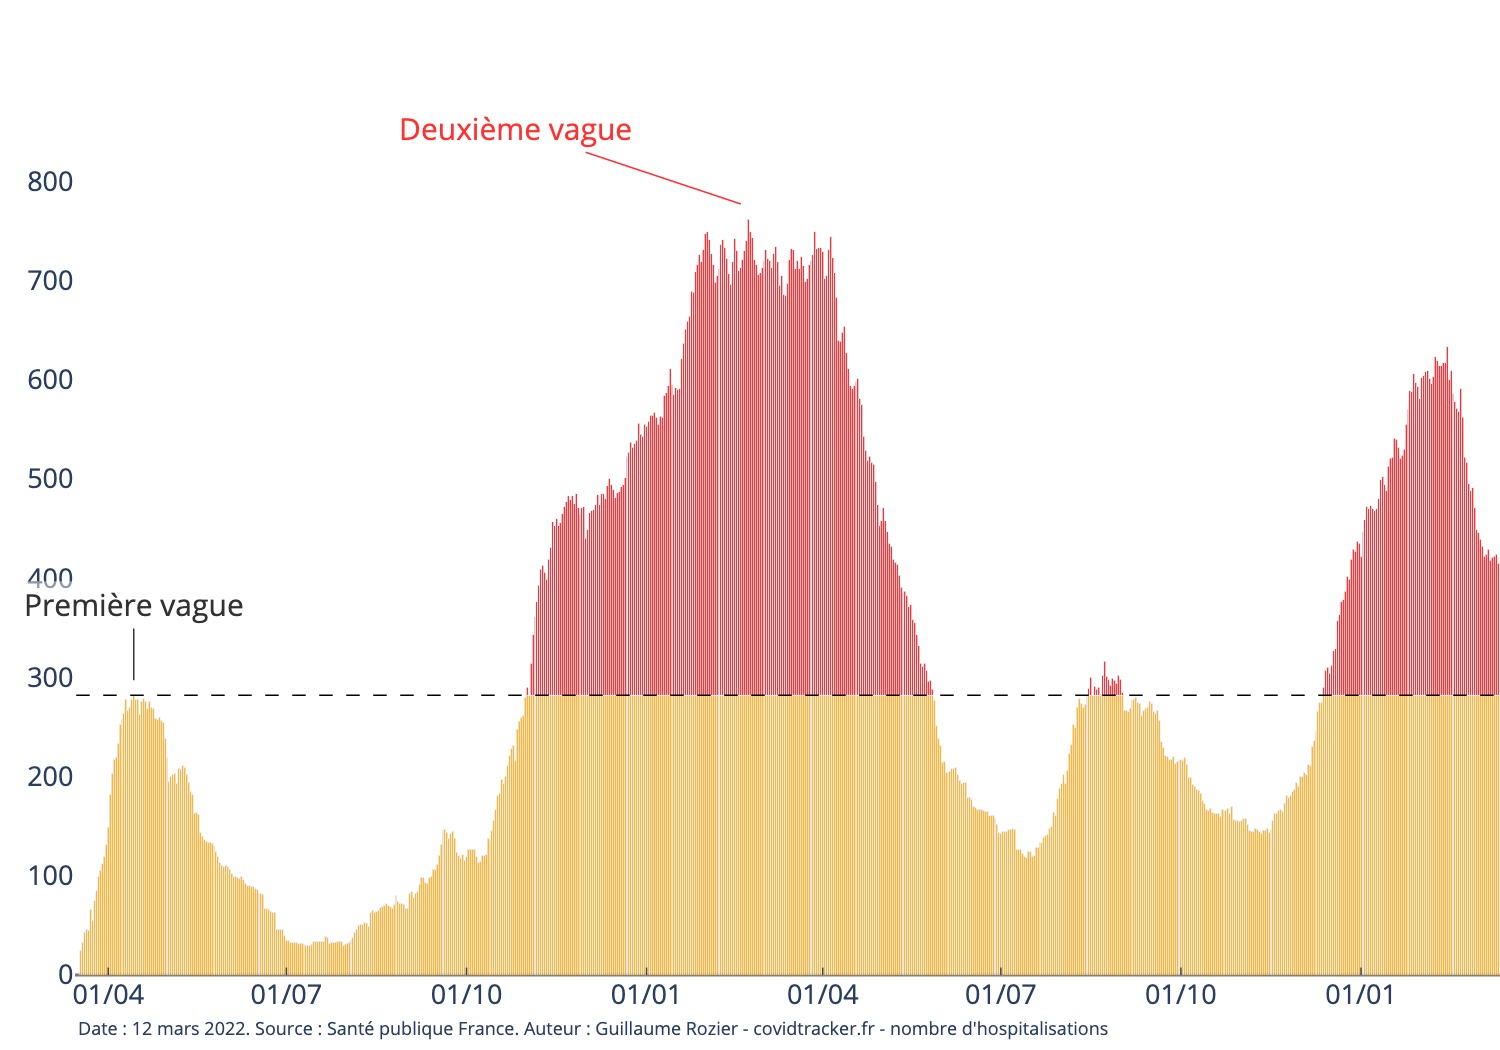 Deuxième vague
800
700
600
500
400
Première vague
300
200
100
0
01/04 01/07 01/10 01/01 01/04 01/07 01/10 01/01
Date : 12 mars 2022. Source : Santé publique France. Auteur : Guillaume Rozier - covidtracker.fr - nombre d'hospitalisations